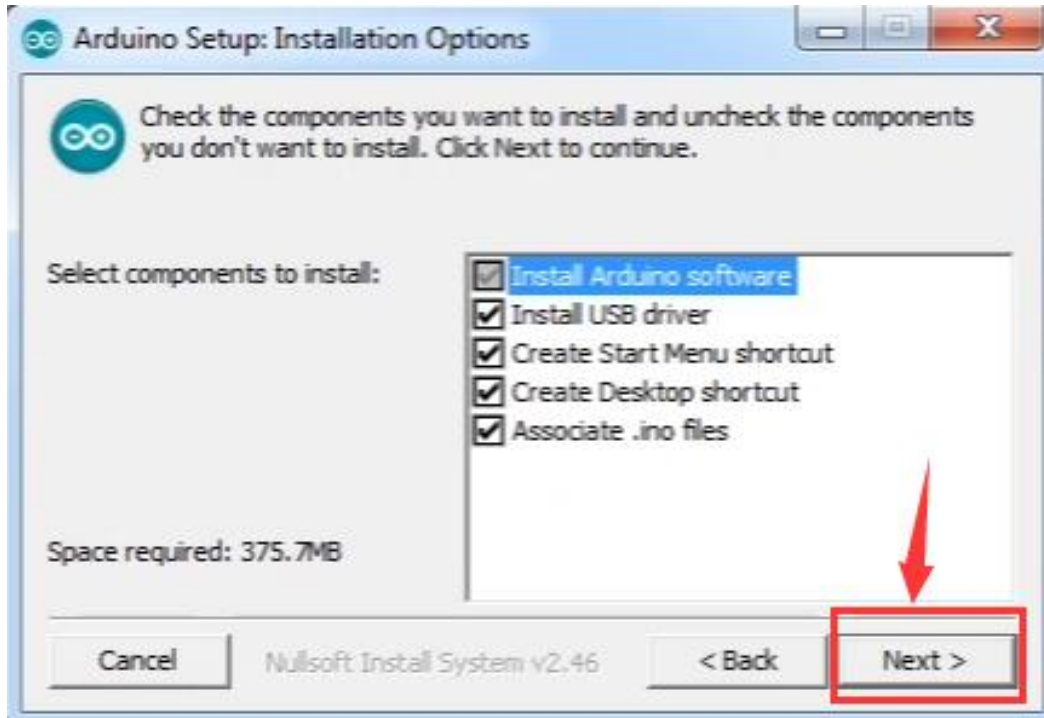 Arduino Setup: Installation Options
Check the components you want to install and uncheck the components
you don't want to install. Click Next to continue.
Select components to install:
Install Arduino software
Install USB driver
Create Start Menu shortcut
Create Desktop shortcut
Associate .ino files
Space required: 375.7MB
Cancel
Nullsoft Install System v2.46
< Back
Next >